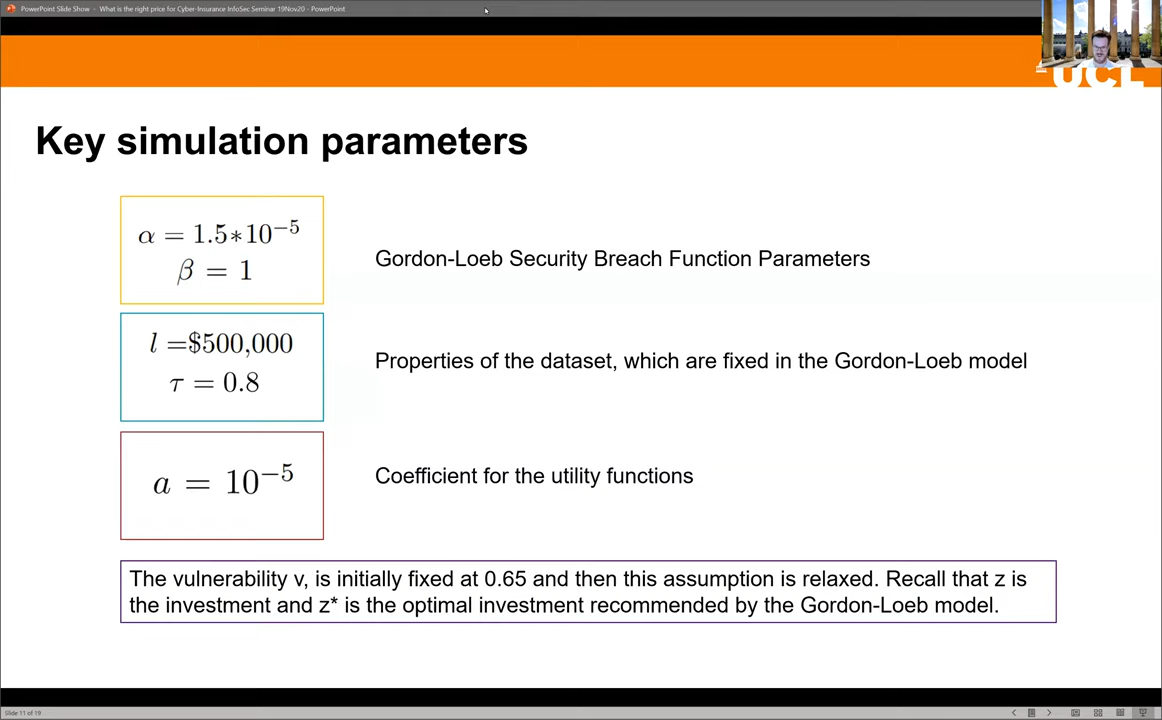 PowerPoint Slide Show - What is the right price for Cyber-Insurance InfoSec Seminar 19Nov20 - PowerPoint
UCL
Key simulation parameters
α = 1.5∗10⁻⁵
β = 1
Gordon-Loeb Security Breach Function Parameters
l =$500,000
τ = 0.8
Properties of the dataset, which are fixed in the Gordon-Loeb model
a = 10⁻⁵
Coefficient for the utility functions
The vulnerability v, is initially fixed at 0.65 and then this assumption is relaxed. Recall that z is
the investment and z* is the optimal investment recommended by the Gordon-Loeb model.
Slide 11 of 19